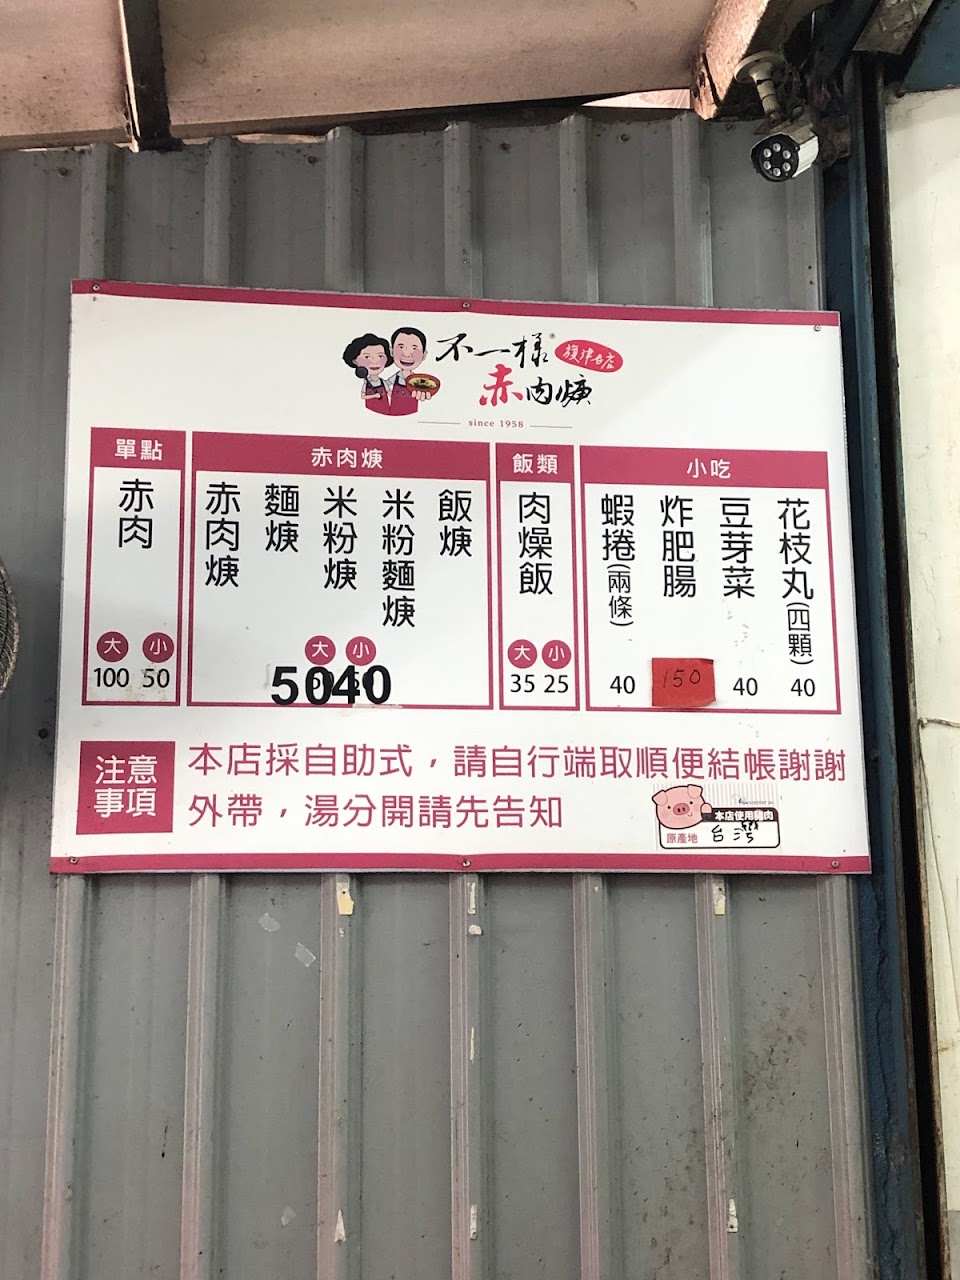 不一樣®
旗津店
赤肉焿
since 1958
單點
赤肉
大 小
100 50
赤肉焿
赤肉焿
麵焿
米粉焿
米粉麵焿
飯焿
大 小
50 40
飯類
肉燥飯
大 小
35 25
小吃
蝦捲(兩條)
40
炸肥腸
150
豆芽菜
40
花枝丸(四顆)
40
注意事項
本店採自助式，請自行端取順便結帳謝謝
外帶，湯分開請先告知
本店使用豬肉
原產地 台灣